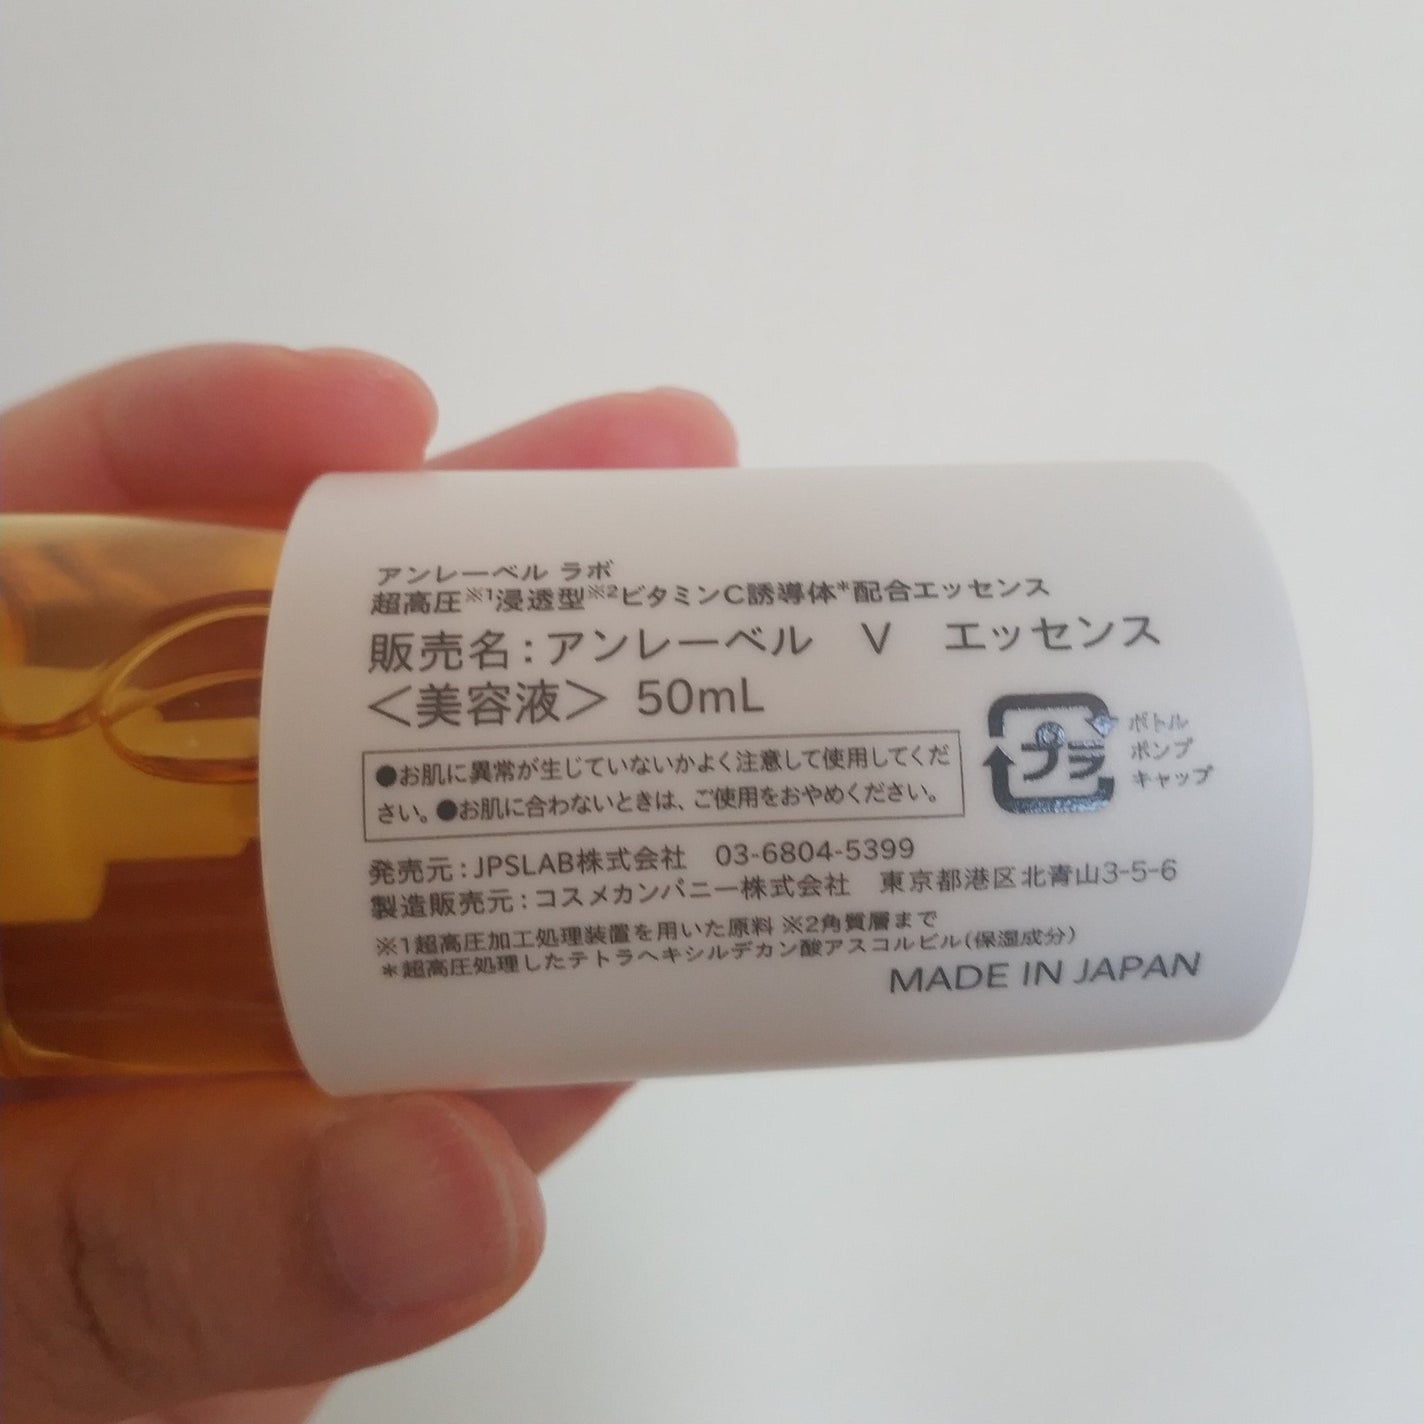 アンレーベル ラボ
超高圧※1浸透型※2ビタミンC誘導体*配合エッセンス
販売名：アンレーベル　V　エッセンス
＜美容液＞ 50mL
●お肌に異常が生じていないかよく注意して使用してくだ
さい。●お肌に合わないときは、ご使用をおやめください。
プラ
ボトル
ポンプ
キャップ
発売元：JPSLAB株式会社　03-6804-5399
製造販売元：コスメカンパニー株式会社　東京都港区北青山3-5-6
※1超高圧加工処理装置を用いた原料 ※2角質層まで
＊超高圧処理したテトラヘキシルデカン酸アスコルビル（保湿成分）
MADE IN JAPAN